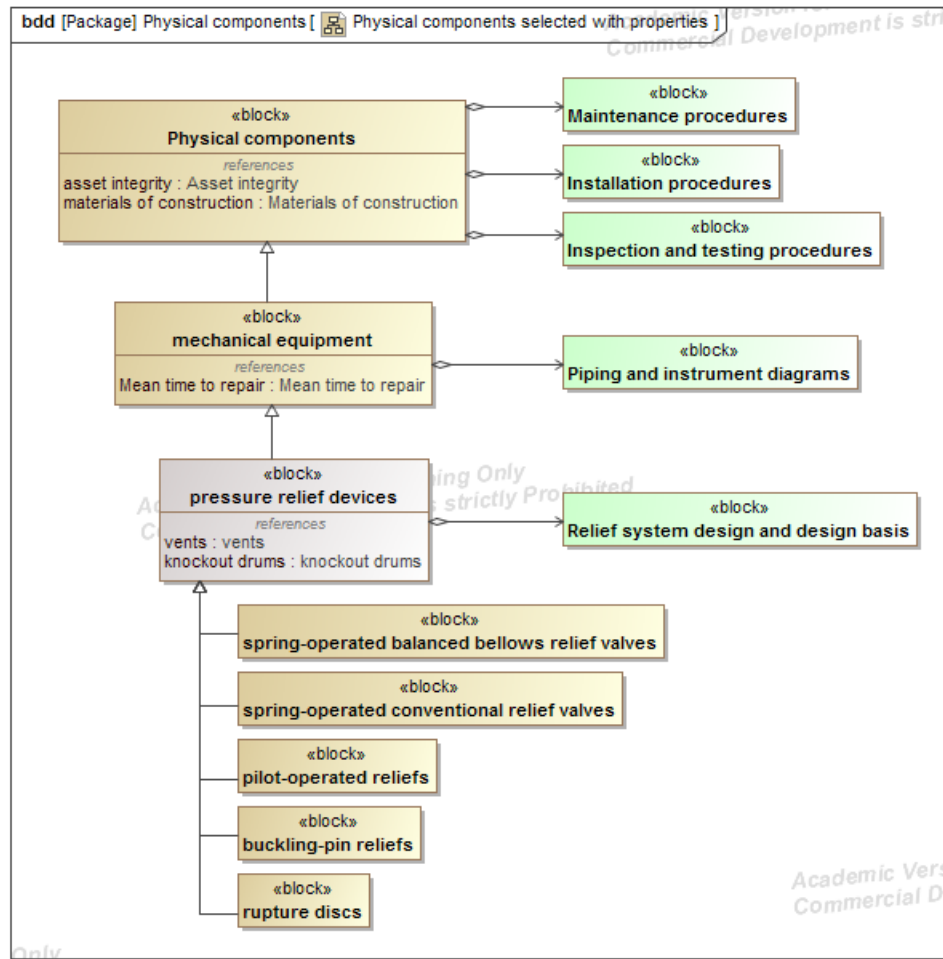 bdd [Package] Physical components [ Physical components selected with properties ]
Academic Version for
Commercial Development is stri
«block»
Physical components
references
asset integrity : Asset integrity
materials of construction : Materials of construction
«block»
Maintenance procedures
«block»
Installation procedures
«block»
Inspection and testing procedures
«block»
mechanical equipment
references
Mean time to repair : Mean time to repair
«block»
Piping and instrument diagrams
«block»
pressure relief devices
references
vents : vents
knockout drums : knockout drums
ing Only
s strictly Prohibited
«block»
Relief system design and design basis
«block»
spring-operated balanced bellows relief valves
«block»
spring-operated conventional relief valves
«block»
pilot-operated reliefs
«block»
buckling-pin reliefs
«block»
rupture discs
Academic Vers
Commercial D
Only